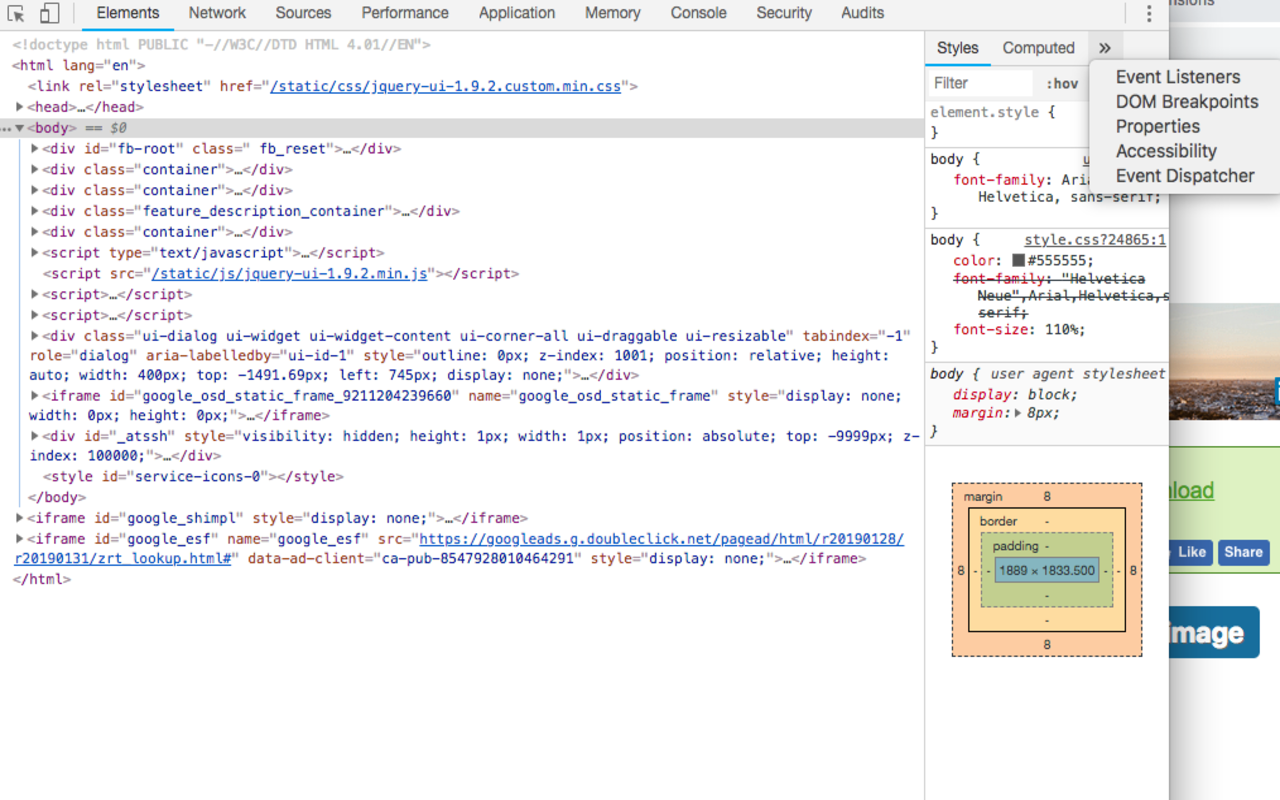 Elements Network Sources Performance Application Memory Console Security Audits
<!doctype html PUBLIC "-//W3C//DTD HTML 4.01//EN">
<html lang="en">
<link rel="stylesheet" href="/static/css/jquery-ui-1.9.2.custom.min.css">
▶<head>…</head>
…▼<body> == $0
▶<div id="fb-root" class=" fb_reset">…</div>
▶<div class="container">…</div>
▶<div class="container">…</div>
▶<div class="feature_description_container">…</div>
▶<div class="container">…</div>
▶<script type="text/javascript">…</script>
<script src="/static/js/jquery-ui-1.9.2.min.js"></script>
▶<script>…</script>
▶<script>…</script>
▶<div class="ui-dialog ui-widget ui-widget-content ui-corner-all ui-draggable ui-resizable" tabindex="-1"
role="dialog" aria-labelledby="ui-id-1" style="outline: 0px; z-index: 1001; position: relative; height:
auto; width: 400px; top: -1491.69px; left: 745px; display: none;">…</div>
▶<iframe id="google_osd_static_frame_9211204239660" name="google_osd_static_frame" style="display: none;
width: 0px; height: 0px;">…</iframe>
▶<div id="_atssh" style="visibility: hidden; height: 1px; width: 1px; position: absolute; top: -9999px; z-
index: 100000;">…</div>
<style id="service-icons-0"></style>
</body>
▶<iframe id="google_shimpl" style="display: none;">…</iframe>
▶<iframe id="google_esf" name="google_esf" src="https://googleads.g.doubleclick.net/pagead/html/r20190128/
r20190131/zrt_lookup.html#" data-ad-client="ca-pub-8547928010464291" style="display: none;">…</iframe>
</html>
Styles Computed »
Filter :hov
element.style {
}
body {
font-family: Aria
Helvetica, sans-serif;
}
body { style.css?24865:1
color: #555555;
font-family: "Helvetica
Neue",Arial,Helvetica,s
serif;
font-size: 110%;
}
body { user agent stylesheet
display: block;
margin:▶ 8px;
}
margin 8
border -
padding -
8 - - 1889 × 1833.500 - - 8
-
-
8
Event Listeners
DOM Breakpoints
Properties
Accessibility
Event Dispatcher
nsions
nload
Like Share
image